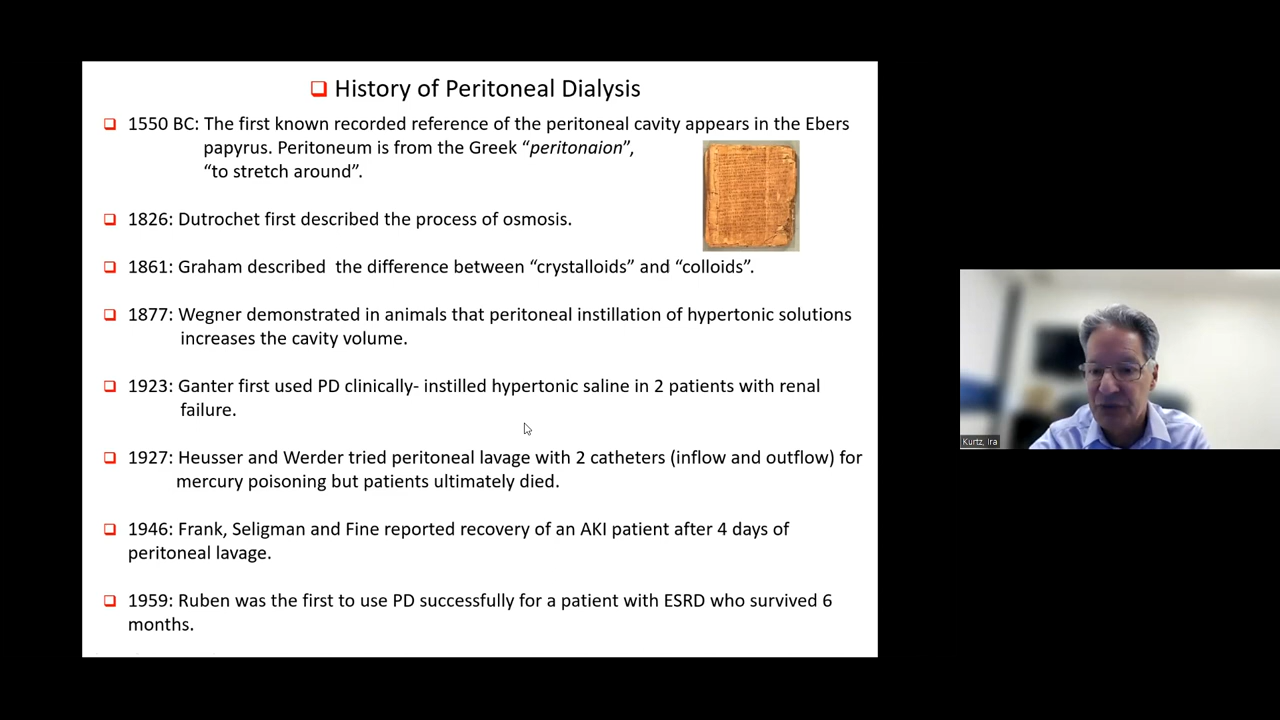 ❑ History of Peritoneal Dialysis
❑ 1550 BC: The first known recorded reference of the peritoneal cavity appears in the Ebers
papyrus. Peritoneum is from the Greek “peritonaion”,
“to stretch around”.
❑ 1826: Dutrochet first described the process of osmosis.
❑ 1861: Graham described  the difference between “crystalloids” and “colloids”.
❑ 1877: Wegner demonstrated in animals that peritoneal instillation of hypertonic solutions
increases the cavity volume.
❑ 1923: Ganter first used PD clinically- instilled hypertonic saline in 2 patients with renal
failure.
❑ 1927: Heusser and Werder tried peritoneal lavage with 2 catheters (inflow and outflow) for
mercury poisoning but patients ultimately died.
❑ 1946: Frank, Seligman and Fine reported recovery of an AKI patient after 4 days of
peritoneal lavage.
❑ 1959: Ruben was the first to use PD successfully for a patient with ESRD who survived 6
months.
Kurtz, Ira